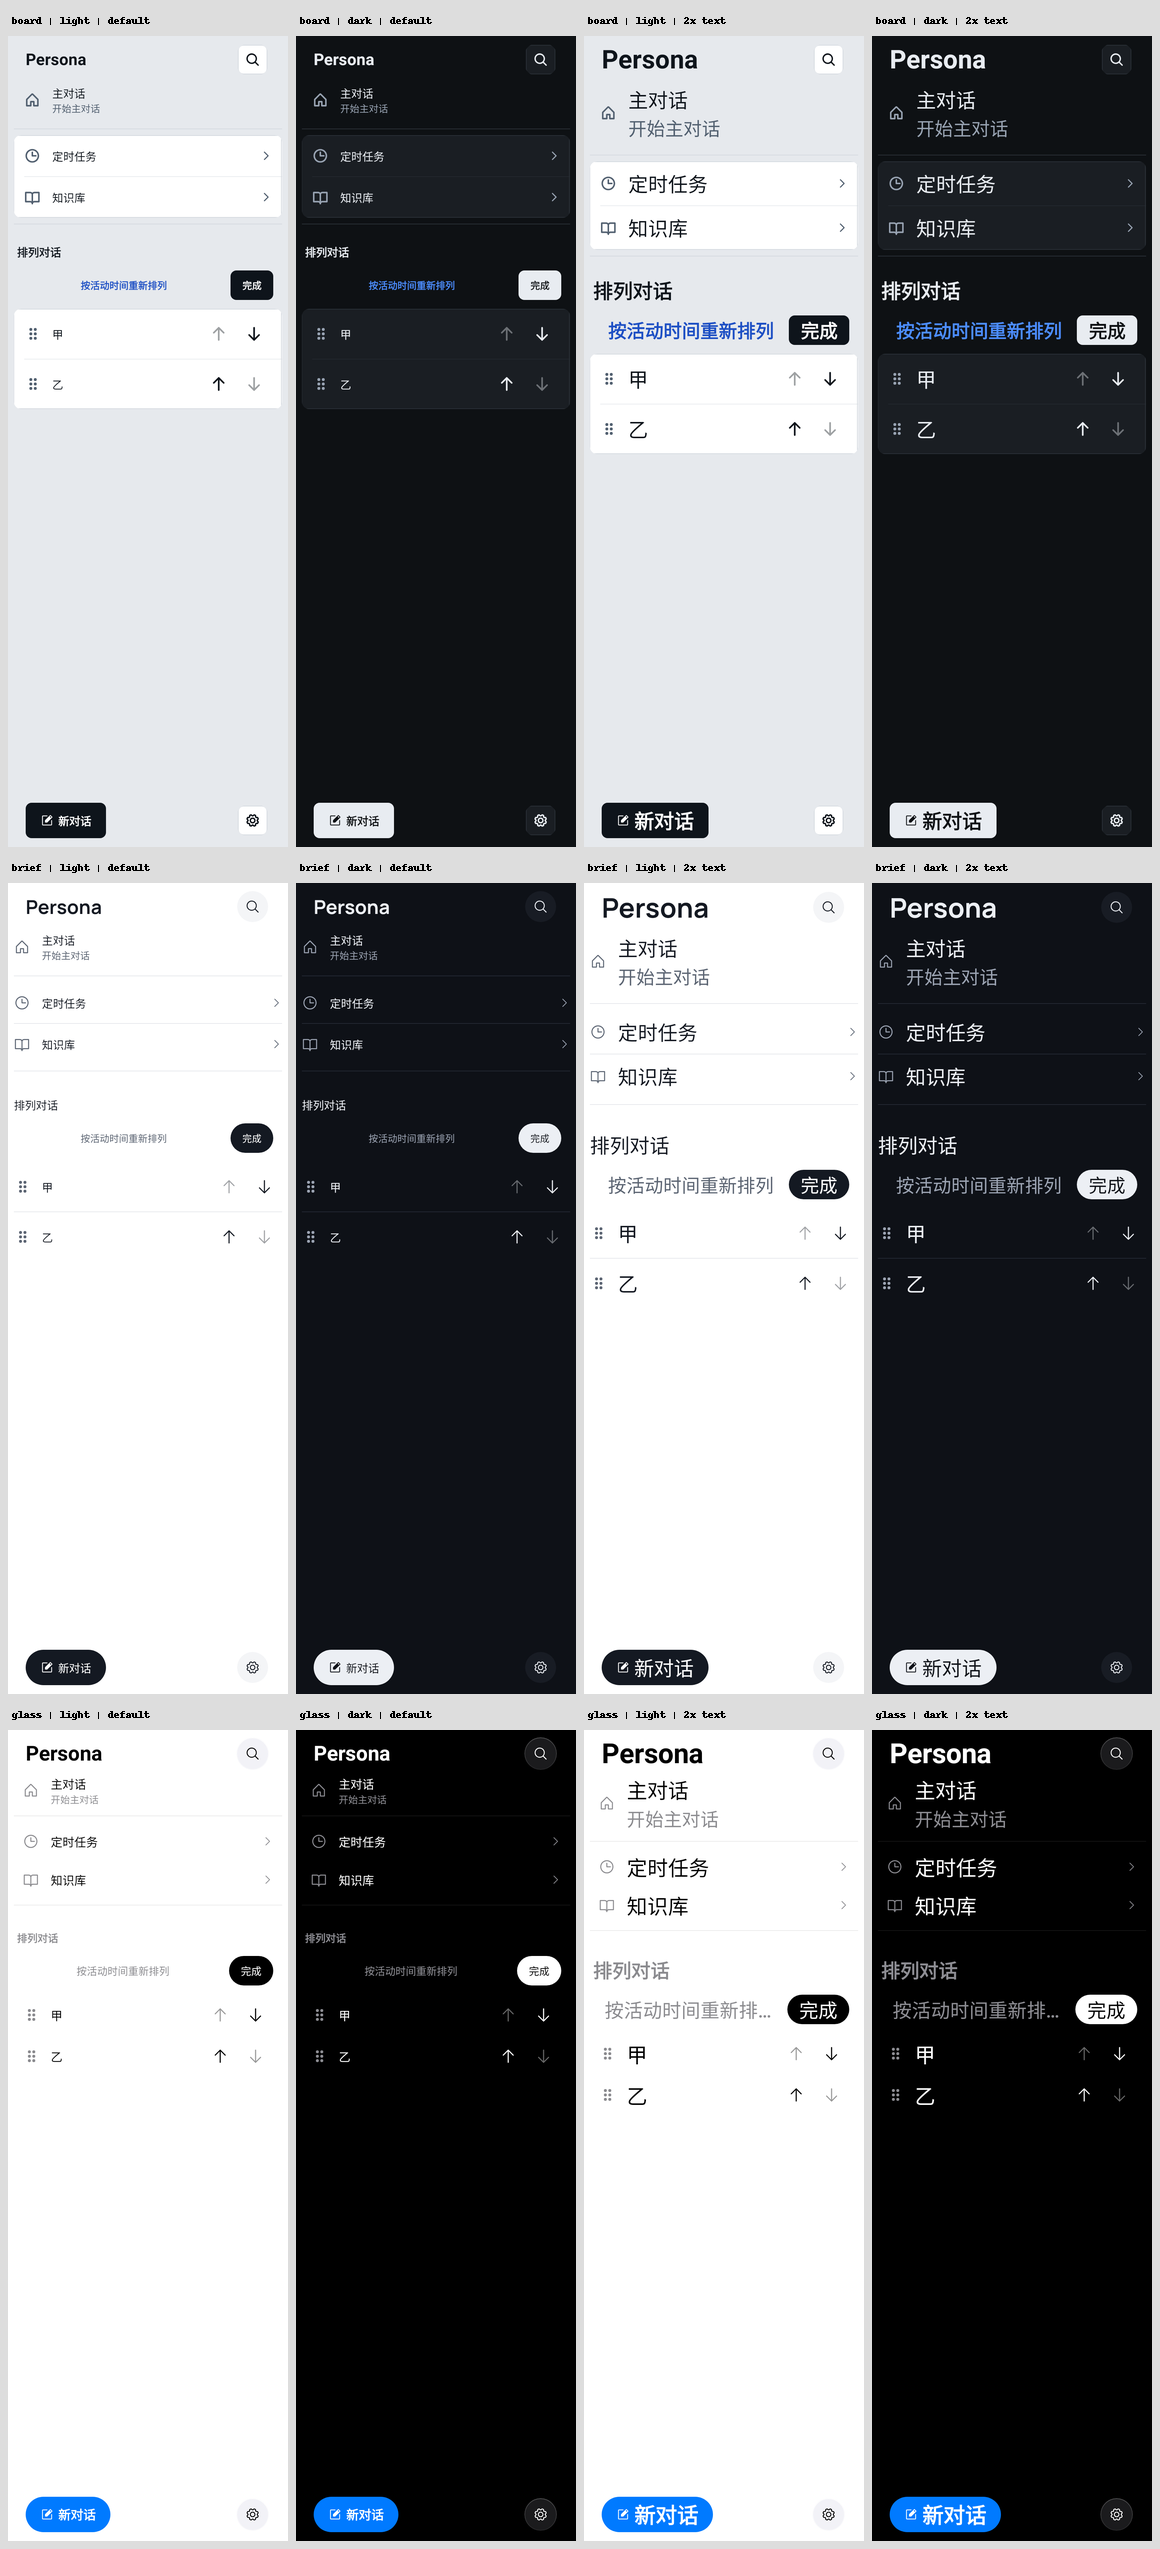 board | light | default
Persona
主对话
开始主对话
定时任务
知识库
排列对话
按活动时间重新排列
完成
甲
乙
新对话
board | dark | default
Persona
主对话
开始主对话
定时任务
知识库
排列对话
按活动时间重新排列
完成
甲
乙
新对话
board | light | 2x text
Persona
主对话
开始主对话
定时任务
知识库
排列对话
按活动时间重新排列
完成
甲
乙
新对话
board | dark | 2x text
Persona
主对话
开始主对话
定时任务
知识库
排列对话
按活动时间重新排列
完成
甲
乙
新对话
brief | light | default
Persona
主对话
开始主对话
定时任务
知识库
排列对话
按活动时间重新排列
完成
甲
乙
新对话
brief | dark | default
Persona
主对话
开始主对话
定时任务
知识库
排列对话
按活动时间重新排列
完成
甲
乙
新对话
brief | light | 2x text
Persona
主对话
开始主对话
定时任务
知识库
排列对话
按活动时间重新排列
完成
甲
乙
新对话
brief | dark | 2x text
Persona
主对话
开始主对话
定时任务
知识库
排列对话
按活动时间重新排列
完成
甲
乙
新对话
glass | light | default
Persona
主对话
开始主对话
定时任务
知识库
排列对话
按活动时间重新排列
完成
甲
乙
新对话
glass | dark | default
Persona
主对话
开始主对话
定时任务
知识库
排列对话
按活动时间重新排列
完成
甲
乙
新对话
glass | light | 2x text
Persona
主对话
开始主对话
定时任务
知识库
排列对话
按活动时间重新排...
完成
甲
乙
新对话
glass | dark | 2x text
Persona
主对话
开始主对话
定时任务
知识库
排列对话
按活动时间重新排...
完成
甲
乙
新对话